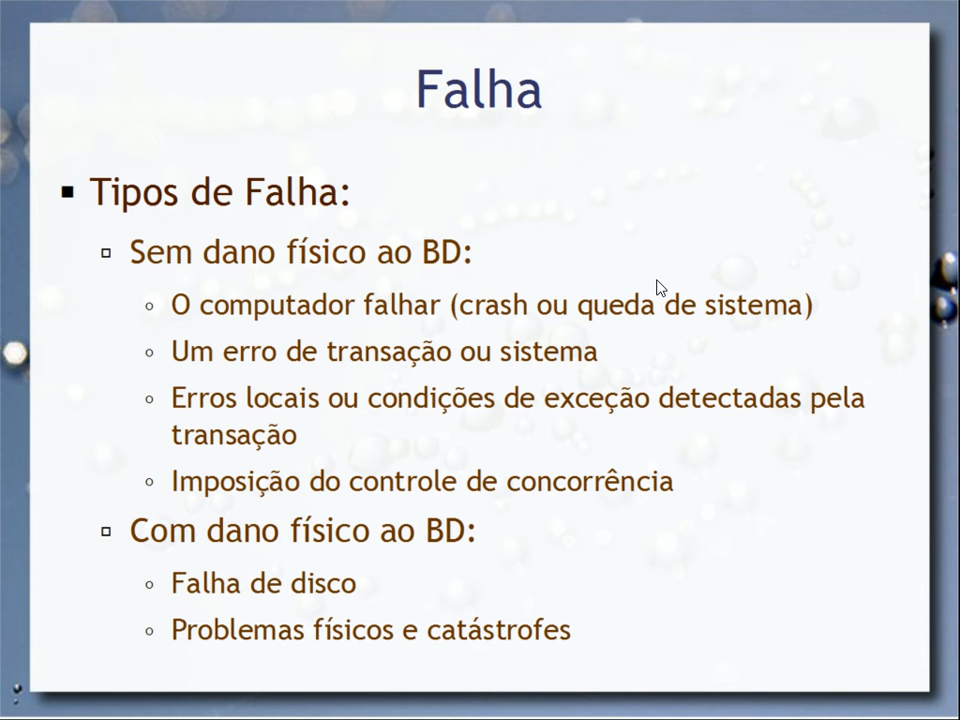 Falha
Tipos de Falha:
Sem dano físico ao BD:
O computador falhar (crash ou queda de sistema)
Um erro de transação ou sistema
Erros locais ou condições de exceção detectadas pela
transação
Imposição do controle de concorrência
Com dano físico ao BD:
Falha de disco
Problemas físicos e catástrofes